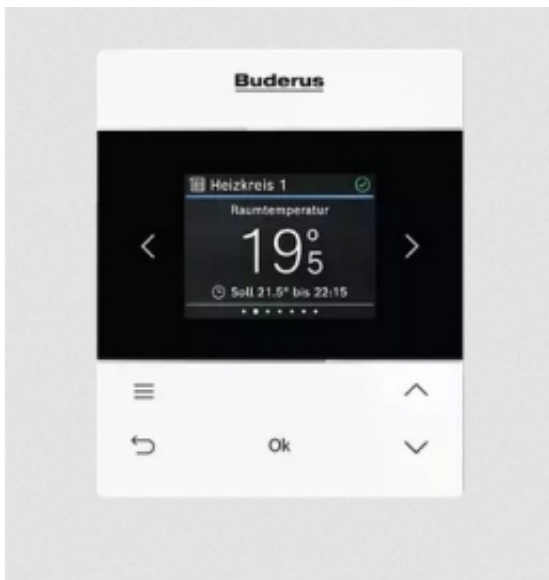 Buderus
Heizkreis 1
Raumtemperatur
19°5
Soll 21.5° bis 22:15
Ok